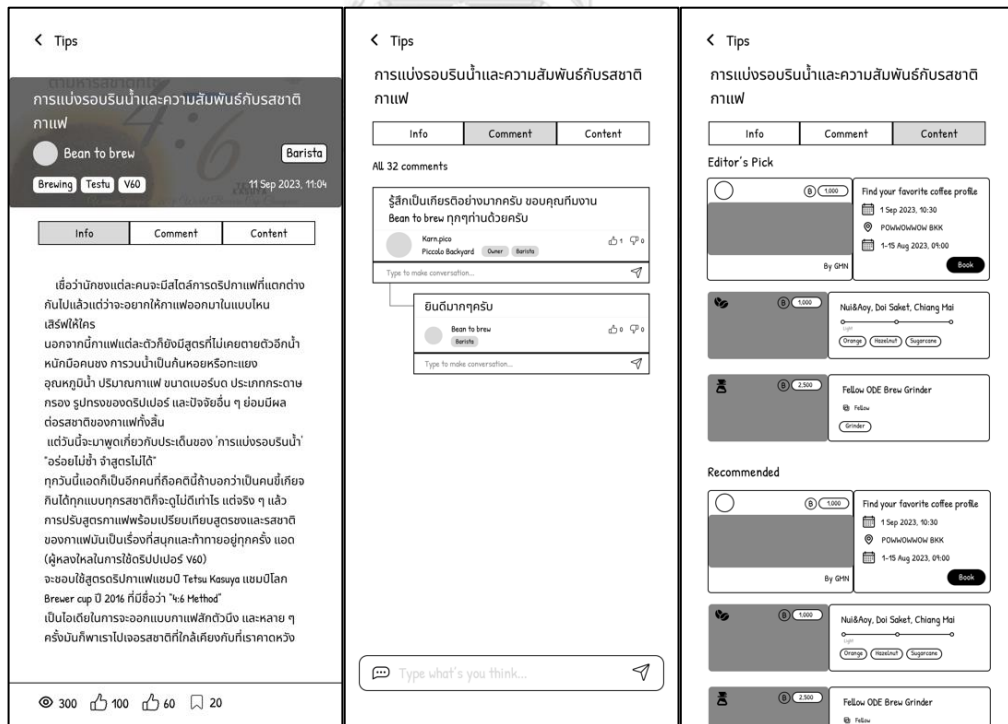 Tips
การแบ่งรอบรินน้ำและความสัมพันธ์กับรสชาติ
กาแฟ
Bean to brew
Barista
Brewing
Testu
V60
11 Sep 2023, 11:04
Info
Comment
Content
เชื่อว่านักชงแต่ละคนจะมีสไตล์การดริปกาแฟที่แตกต่าง
กันไปแล้วแต่ว่าจะอยากให้กาแฟออกมาในแบบไหน
เสิร์ฟให้ใคร
นอกจากนี้กาแฟแต่ละตัวก็ยังมีสูตรที่ไม่เคยตายตัวอีกน้ำ
หนักมือคนชง การวนน้ำเป็นก้นหอยหรือทะแยง
อุณหภูมิน้ำ ปริมาณกาแฟ ขนาดเบอร์บด ประเภทกระดาษ
กรอง รูปทรงของดริปเปอร์ และปัจจัยอื่น ๆ ย่อมมีผล
ต่อรสชาติของกาแฟทั้งสิ้น
แต่วันนี้จะมาพูดเกี่ยวกับประเด็นของ 'การแบ่งรอบรินน้ำ'
"อร่อยไม่ซ้ำ จำสูตรไม่ได้"
ทุกวันนี้แอดก็เป็นอีกคนที่ถือคตินี้ถ้าบอกว่าเป็นคนขี้เกียจ
กินได้ทุกแบบทุกรสชาติก็จะดูไม่ดีเท่าไร แต่จริง ๆ แล้ว
การปรับสูตรกาแฟพร้อมเปรียบเทียบสูตรชงและรสชาติ
ของกาแฟมันเป็นเรื่องที่สนุกและท้าทายอยู่ทุกครั้ง แอด
(ผู้หลงใหลในการใช้ดริปเปอร์ V60)
จะชอบใช้สูตรดริปกาแฟแชมป์ Tetsu Kasuya แชมป์โลก
Brewer cup ปี 2016 ที่มีชื่อว่า "4:6 Method"
เป็นไอเดียในการจะออกแบบกาแฟสักตัวนึง และหลาย ๆ
ครั้งมันก็พาเราไปเจอรสชาติที่ใกล้เคียงกับที่เราคาดหวัง
300
100
60
20
Tips
การแบ่งรอบรินน้ำและความสัมพันธ์กับรสชาติ
กาแฟ
Info
Comment
Content
All 32 comments
รู้สึกเป็นเกียรติอย่างมากครับ ขอบคุณทีมงาน
Bean to brew ทุกๆท่านด้วยครับ
Karn.pico
Piccolo Backyard
Owner
Barista
1
0
Type to make conversation...
ยินดีมากๆครับ
Bean to brew
Barista
0
0
Type to make conversation...
Type what's you think...
Tips
การแบ่งรอบรินน้ำและความสัมพันธ์กับรสชาติ
กาแฟ
Info
Comment
Content
Editor's Pick
B 1,000
By GMN
Find your favorite coffee profile
1 Sep 2023, 10:30
POWWOWWOW BKK
1-15 Aug 2023, 09:00
Book
B 1,000
Nui&Aoy, Doi Saket, Chiang Mai
Light
Orange
Hazelnut
Sugarcane
B 2,500
Fellow ODE Brew Grinder
Fellow
Grinder
Recommended
B 1,000
By GMN
Find your favorite coffee profile
1 Sep 2023, 10:30
POWWOWWOW BKK
1-15 Aug 2023, 09:00
Book
B 1,000
Nui&Aoy, Doi Saket, Chiang Mai
Light
Orange
Hazelnut
Sugarcane
B 2,500
Fellow ODE Brew Grinder
Fellow